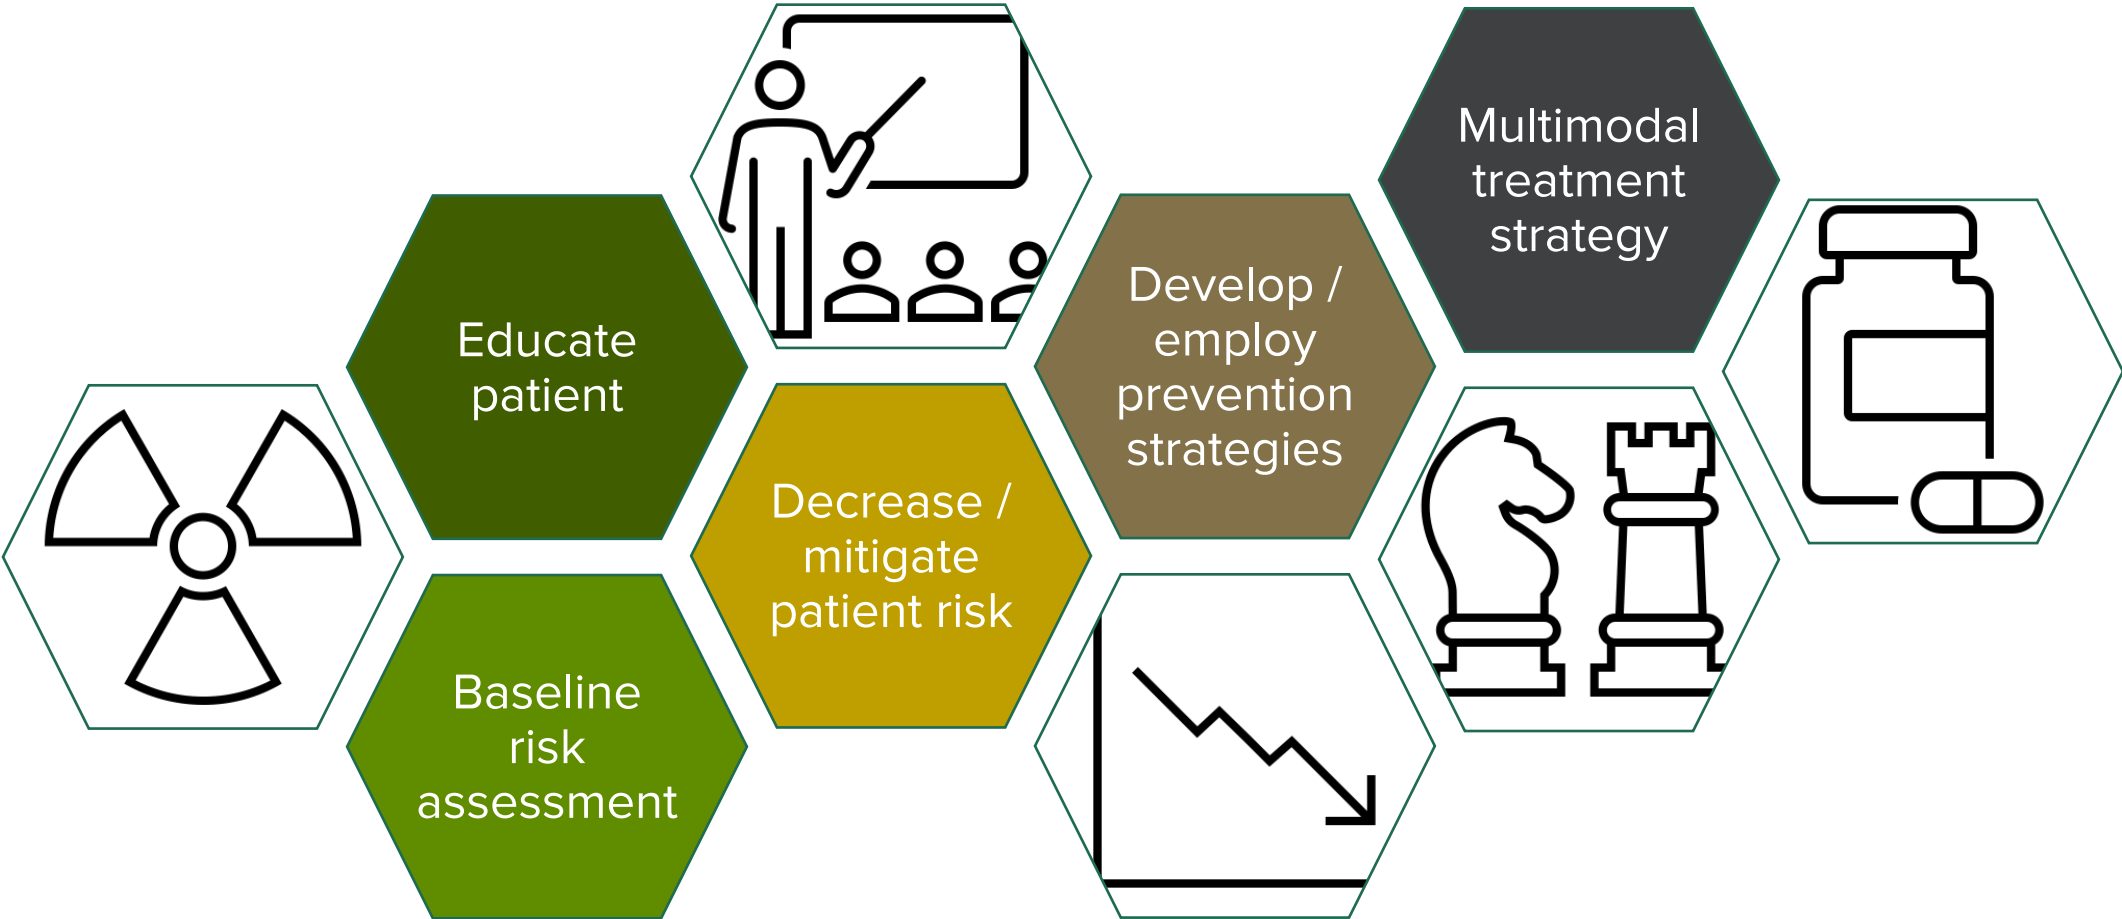 Educate
patient
Baseline
risk
assessment
Decrease /
mitigate
patient risk
Develop /
employ
prevention
strategies
Multimodal
treatment
strategy